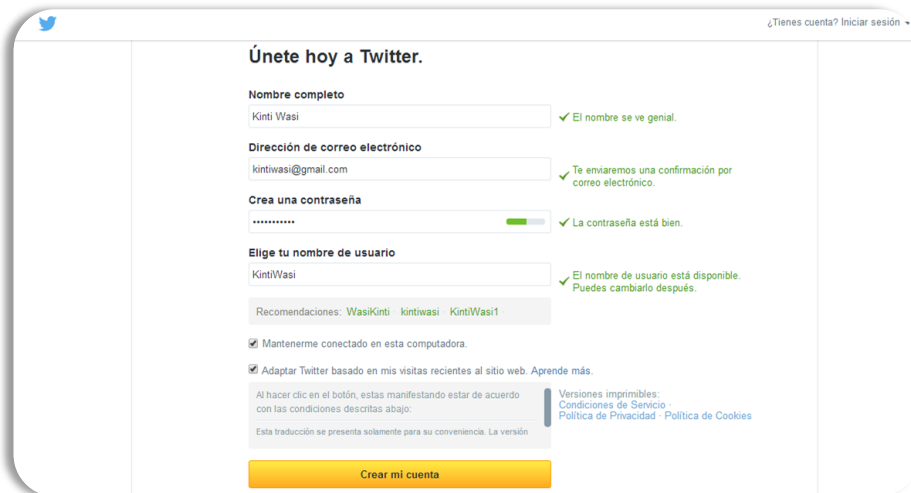 ¿Tienes cuenta? Iniciar sesión
Únete hoy a Twitter.
Nombre completo
Kinti Wasi
El nombre se ve genial.
Dirección de correo electrónico
kintiwasi@gmail.com
Te enviaremos una confirmación por
correo electrónico.
Crea una contraseña
•••••••••••
La contraseña está bien.
Elige tu nombre de usuario
KintiWasi
El nombre de usuario está disponible.
Puedes cambiarlo después.
Recomendaciones: WasiKinti · kintiwasi · KintiWasi1 ·
Mantenerme conectado en esta computadora.
Adaptar Twitter basado en mis visitas recientes al sitio web. Aprende más.
Al hacer clic en el botón, estas manifestando estar de acuerdo
con las condiciones descritas abajo:
Esta traducción se presenta solamente para su conveniencia. La versión
Versiones imprimibles:
Condiciones de Servicio ·
Política de Privacidad · Política de Cookies
Crear mi cuenta